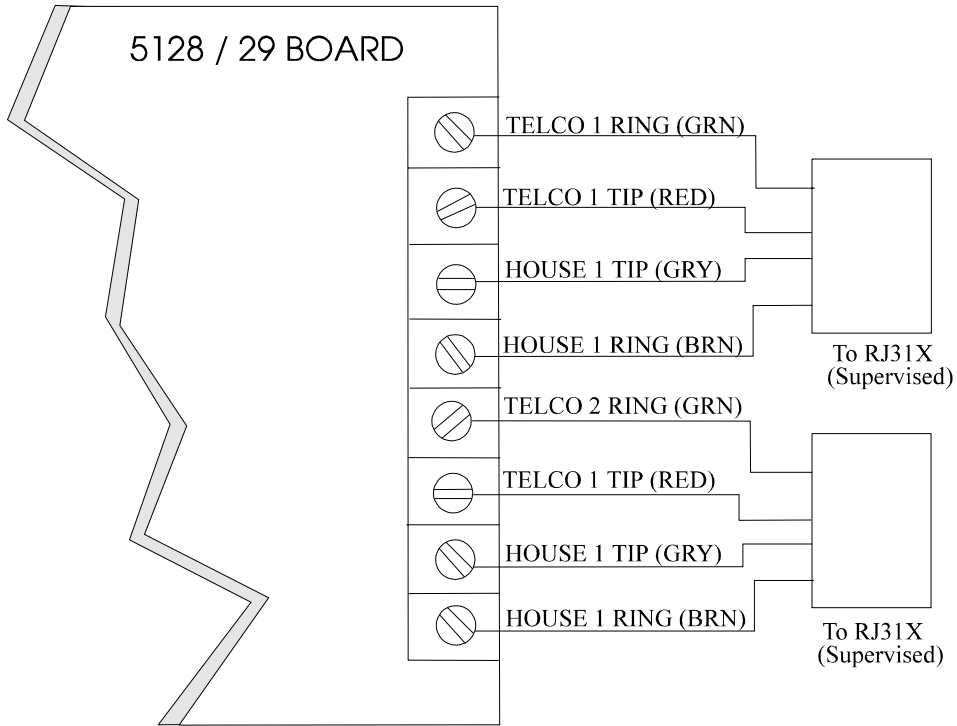 5128 / 29 BOARD
TELCO 1 RING (GRN)
TELCO 1 TIP (RED)
HOUSE 1 TIP (GRY)
HOUSE 1 RING (BRN)
To RJ31X
(Supervised)
TELCO 2 RING (GRN)
TELCO 1 TIP (RED)
HOUSE 1 TIP (GRY)
HOUSE 1 RING (BRN)
To RJ31X
(Supervised)